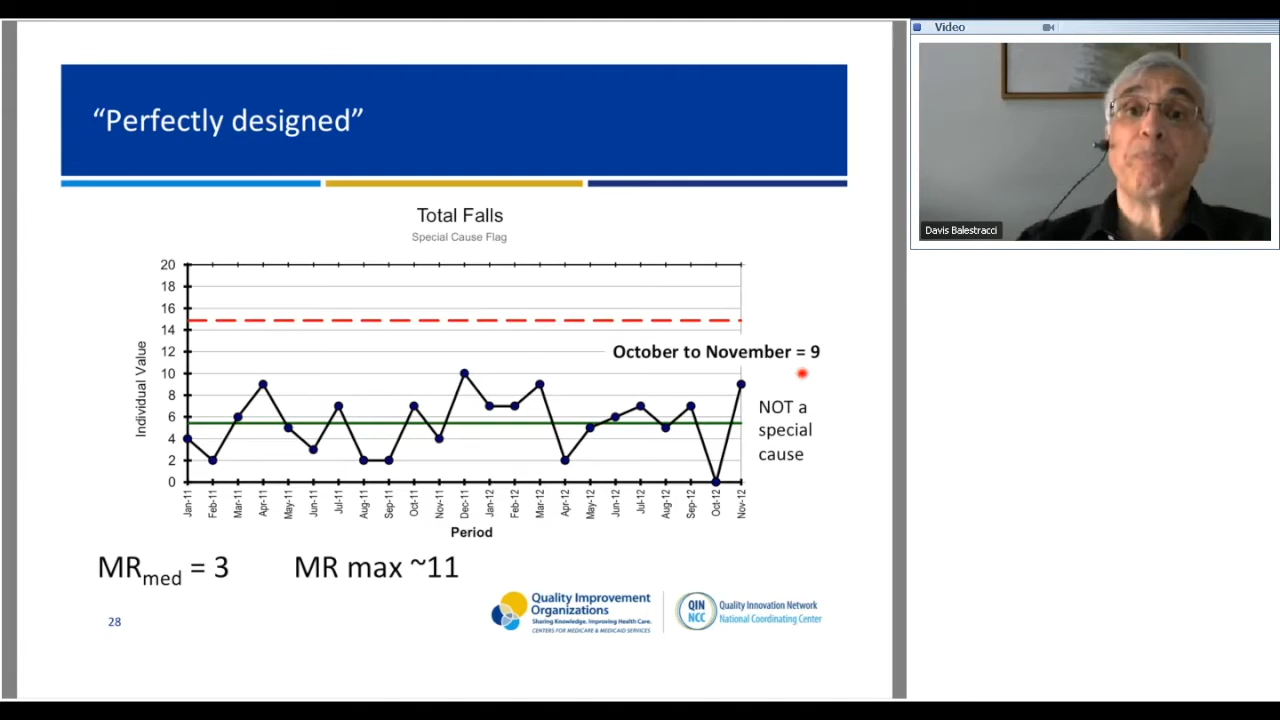 Video
Davis Balestracci
“Perfectly designed”
Total Falls
Special Cause Flag
20
18
16
14
12
10
8
6
4
2
0
Individual Value
October to November = 9
NOT a
special
cause
Jan-11
Feb-11
Mar-11
Apr-11
May-11
Jun-11
Jul-11
Aug-11
Sep-11
Oct-11
Nov-11
Dec-11
Jan-12
Feb-12
Mar-12
Apr-12
May-12
Jun-12
Jul-12
Aug-12
Sep-12
Oct-12
Nov-12
Period
MRmed = 3
MR max ~11
Quality Improvement
Organizations
Sharing Knowledge. Improving Health Care.
CENTERS FOR MEDICARE & MEDICAID SERVICES
QIN
NCC
Quality Innovation Network
National Coordinating Center
28